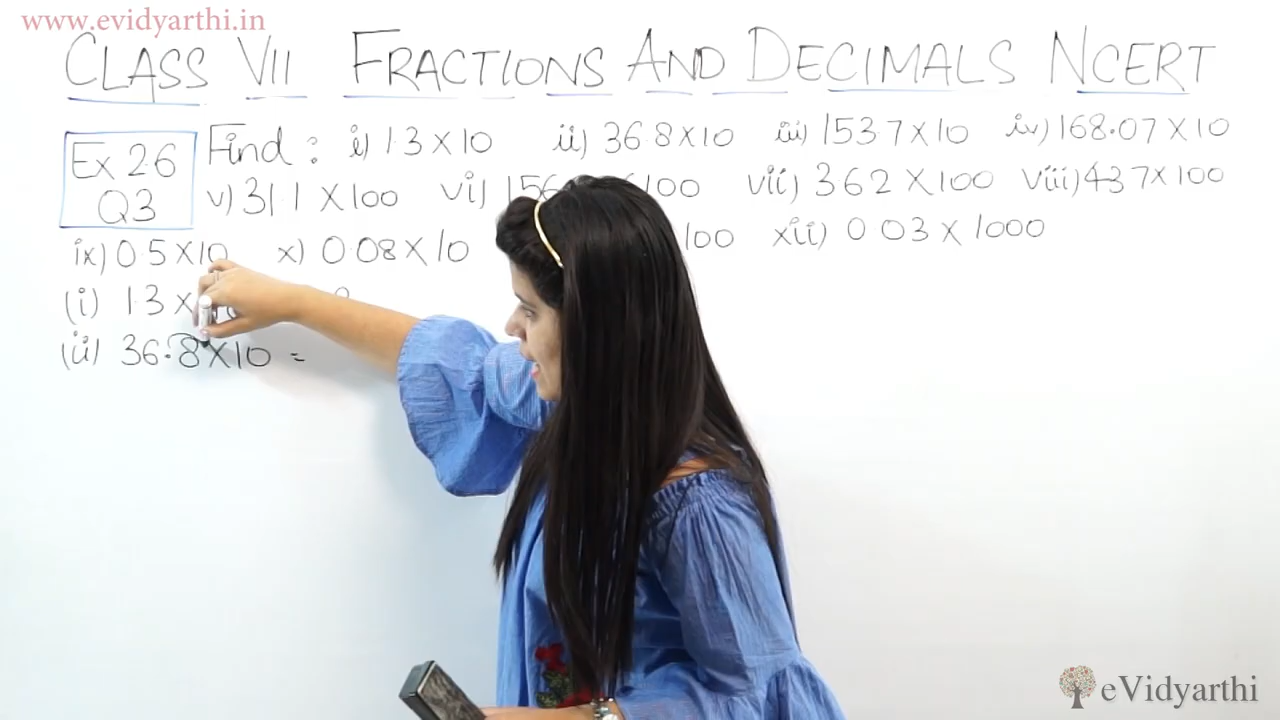 www.evidyarthi.in
CLASS VII FRACTIONS AND DECIMALS NCERT
Ex 2.6
Q3
Find : i) 1.3 X 10 ii) 36.8 X 10 iii) 153.7 X 10 iv) 168.07 X 10
v) 31.1 X 100 vi) 156 100 vii) 3.62 X 100 viii) 43.7 X 100
ix) 0.5 X 10 x) 0.08 X 10 100 xii) 0.03 X 1000
(i) 1.3 X
(ii) 36.8 X 10 =
eVidyarthi